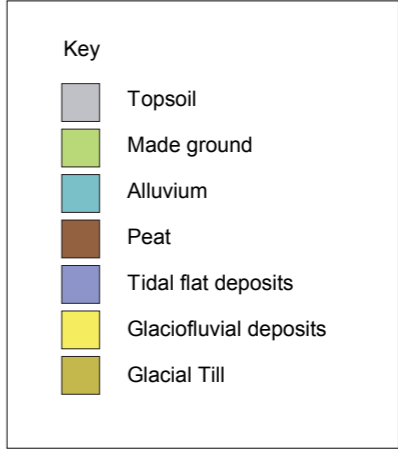 Key
Topsoil
Made ground
Alluvium
Peat
Tidal flat deposits
Glaciofluvial deposits
Glacial Till